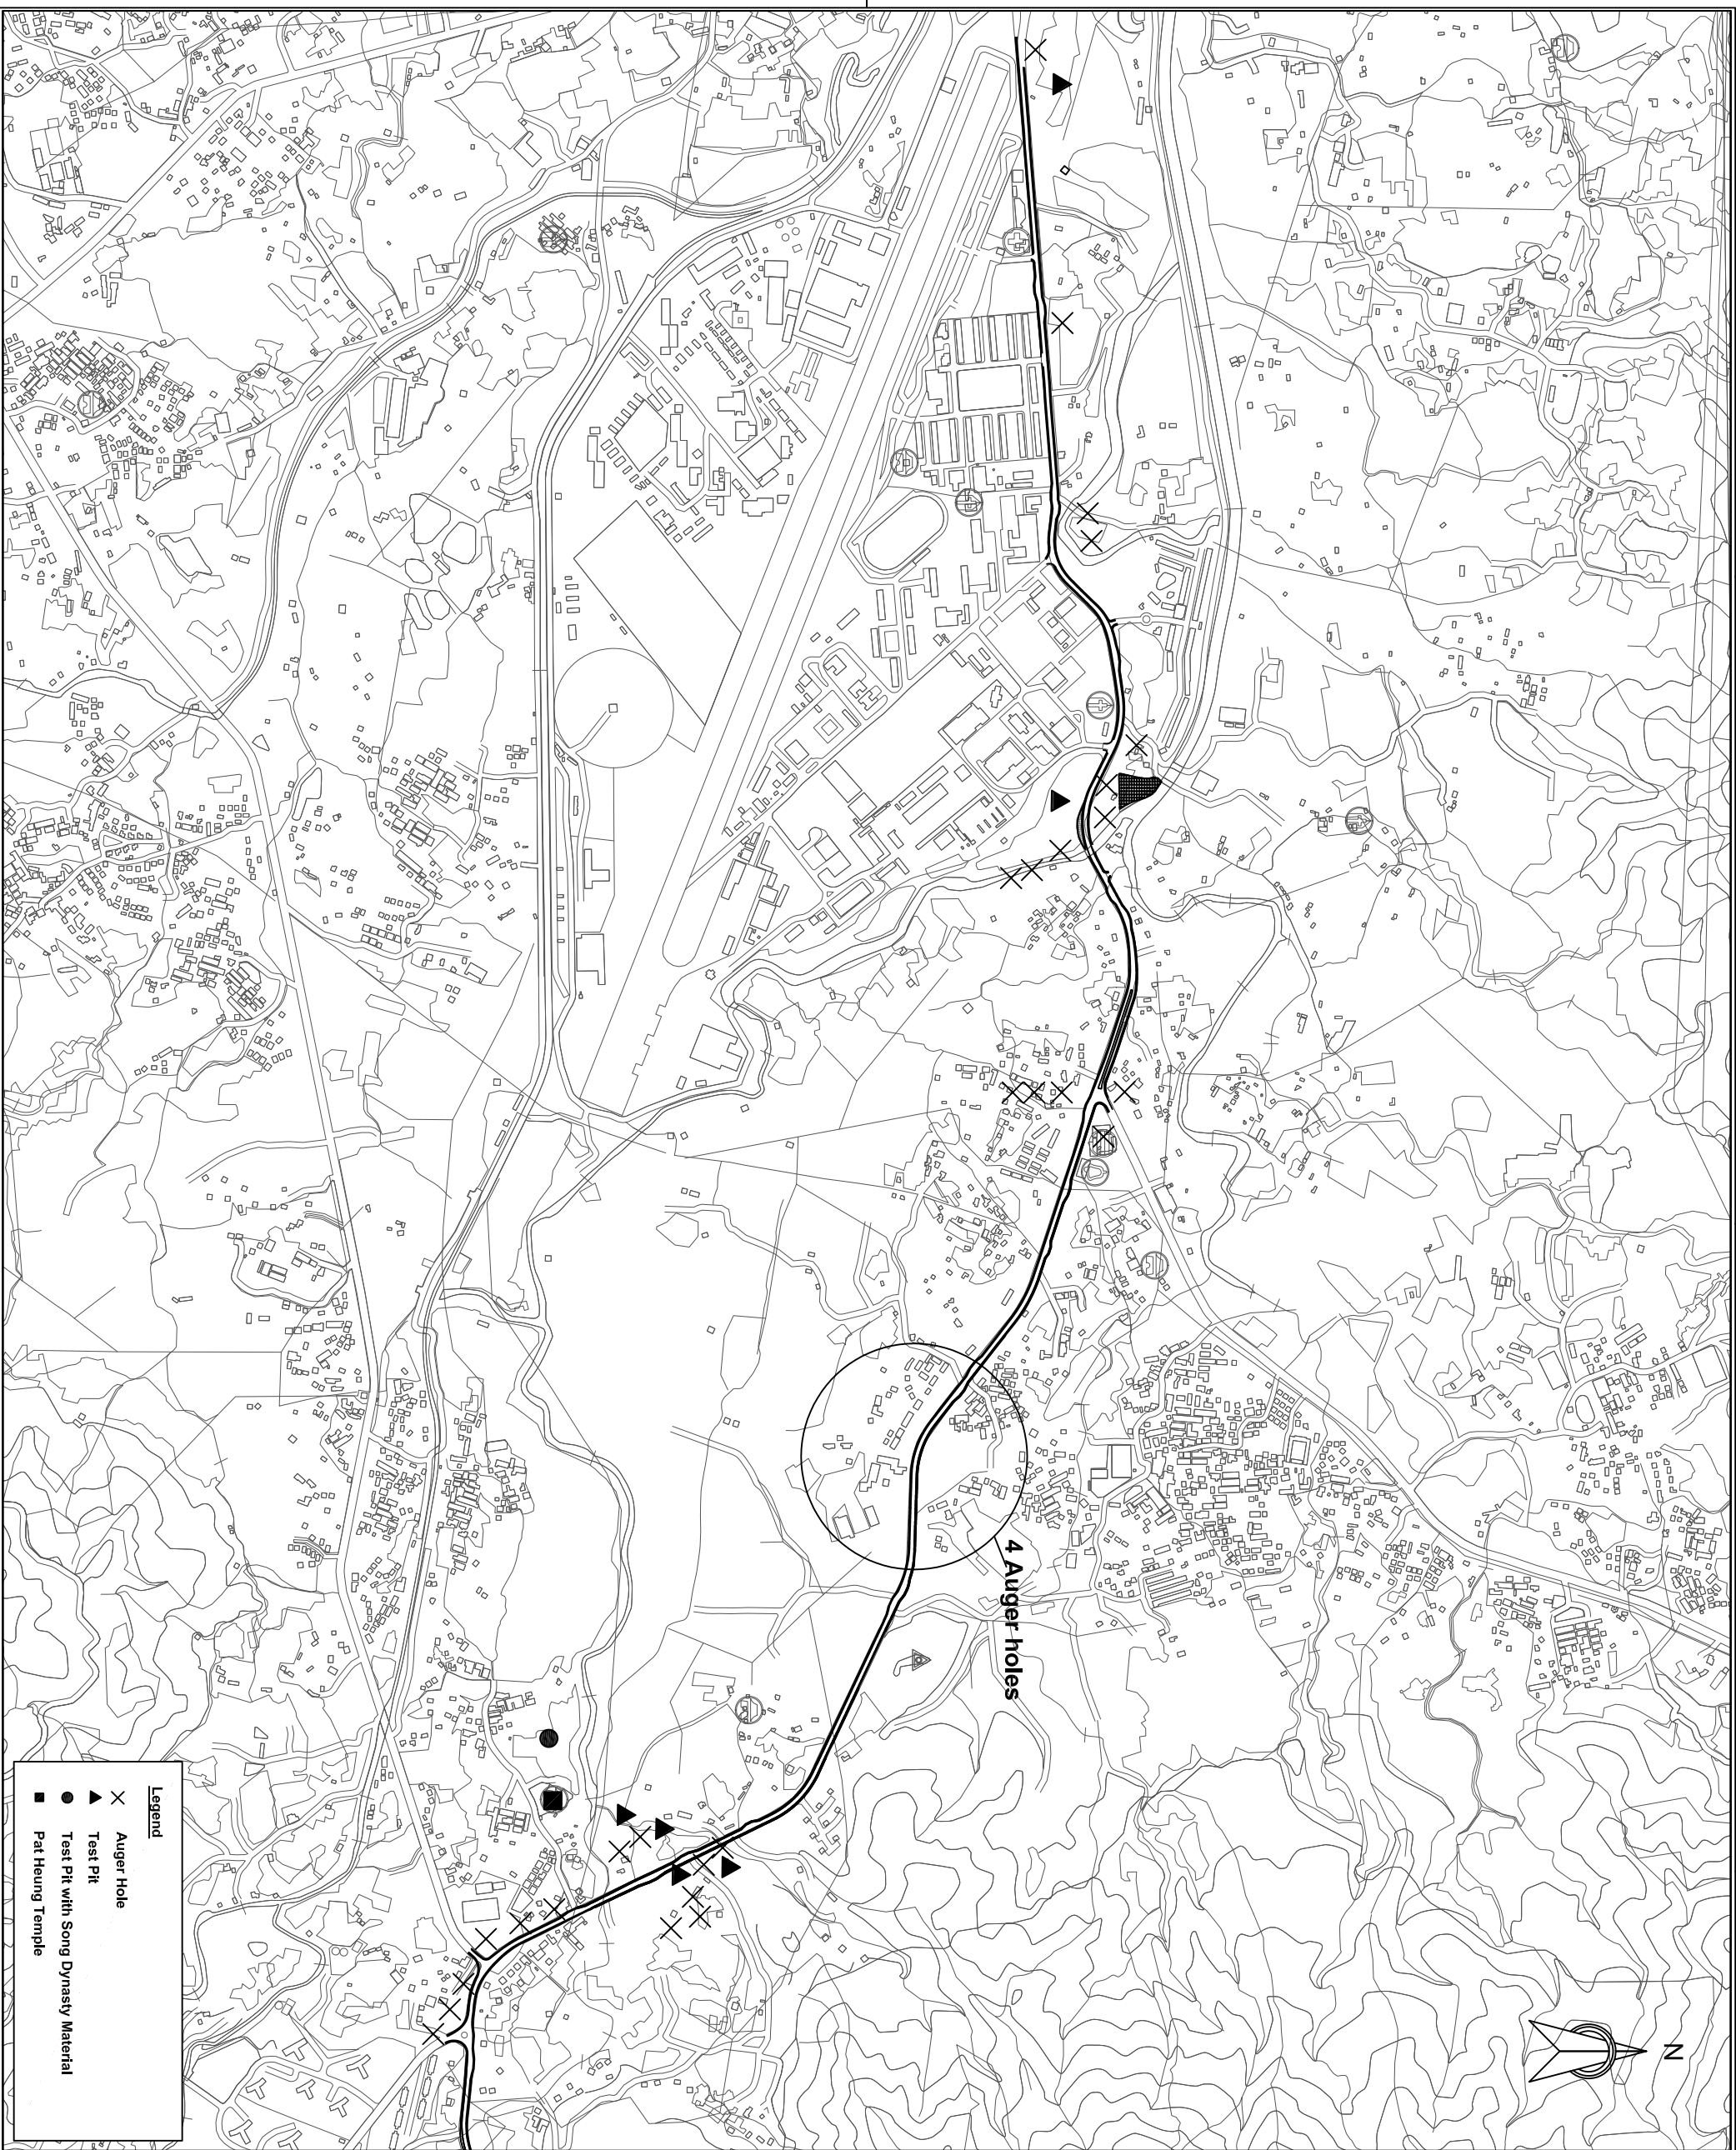 N
4 Auger holes
Legend
Auger Hole
Test Pit
Test Pit with Song Dynasty Material
Pat Heung Temple